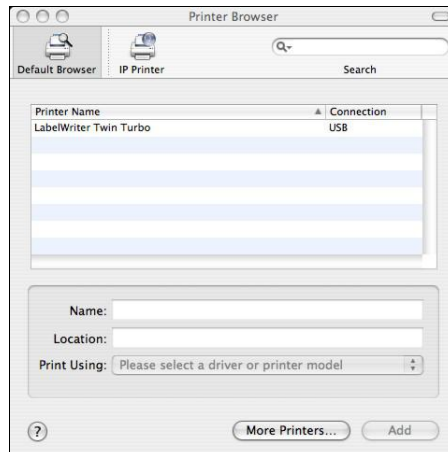 Printer Browser
Default Browser IP Printer Search
Printer Name Connection
LabelWriter Twin Turbo USB
Name:
Location:
Print Using: Please select a driver or printer model
? More Printers... Add